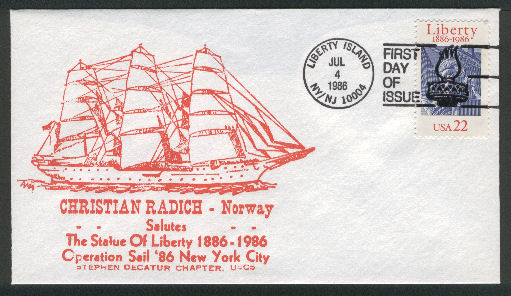 LIBERTY ISLAND
JUL
4
1986
NY/NJ 10004
FIRST
DAY
OF
ISSUE
Liberty
1886-1986
USA 22
CHRISTIAN RADICH - Norway
- - Salutes - -
The Statue Of Liberty 1886-1986
Operation Sail '86 New York City
STEPHEN DECATUR CHAPTER, USCS